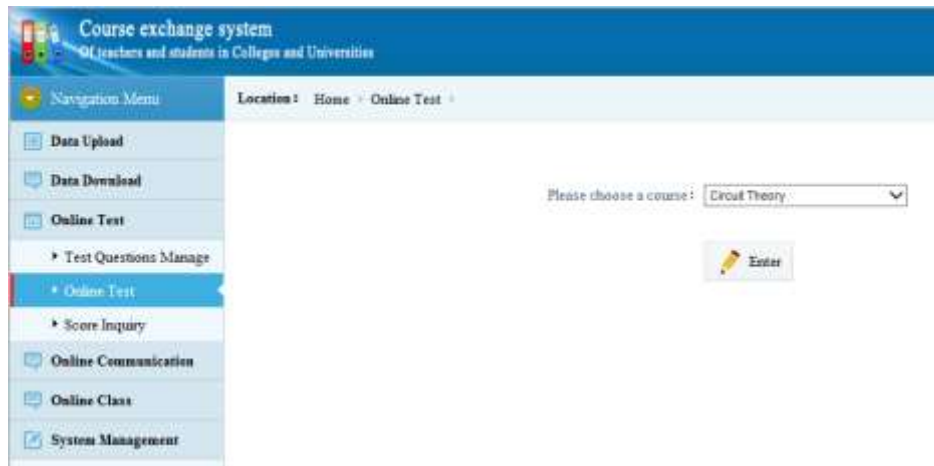 Course exchange system
Of teachers and students in Colleges and Universities
Navigation Menu
Location: Home Online Test
Data Upload
Data Download
Please choose a course: Circuit Theory
Online Test
Test Questions Manage
Enter
Online Test
Score Inquiry
Online Communication
Online Class
System Management